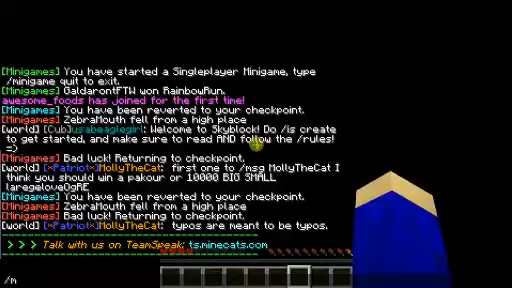 [Minigames] You have started a Singleplayer Minigame, type
/minigame quit to exit.
[Minigames] GaldarontFTW won RainbowRun.
awesome_foods has joined for the first time!
[Minigames] You have been reverted to your checkpoint.
[Minigames] ZebraMouth fell from a high place
[world] [Cub]usabeaglegirl: Welcome to Skyblock! Do /is create
to get started, and make sure to read AND follow the /rules!
=)
[Minigames] Bad luck! Returning to checkpoint.
[world] [×Patriot×]MollyTheCat: first one to /msg MollyTheCat I
think you should win a pakour or 10000 BIG SMALL
laregeloveOgRE
[Minigames] You have been reverted to your checkpoint.
[Minigames] ZebraMouth fell from a high place
[Minigames] Bad luck! Returning to checkpoint.
[world] [×Patriot×]MollyTheCat: typos are meant to be typos.
> > > Talk with us on TeamSpeak: ts.minecats.com
/m